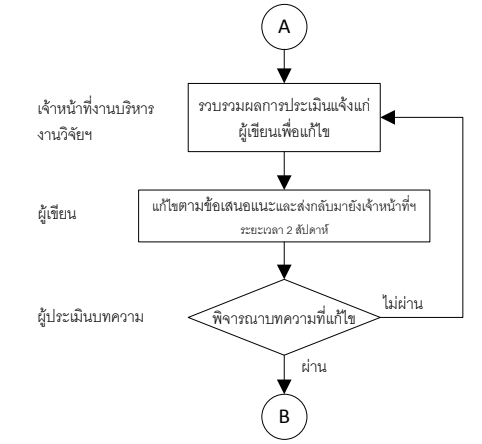 A
เจ้าหน้าที่งานบริหาร
งานวิจัยฯ
รวบรวมผลการประเมินแจ้งแก่
ผู้เขียนเพื่อแก้ไข
ผู้เขียน
แก้ไขตามข้อเสนอแนะและส่งกลับมายังเจ้าหน้าที่ฯ
ระยะเวลา 2 สัปดาห์
ผู้ประเมินบทความ
พิจารณาบทความที่แก้ไข
ไม่ผ่าน
ผ่าน
B